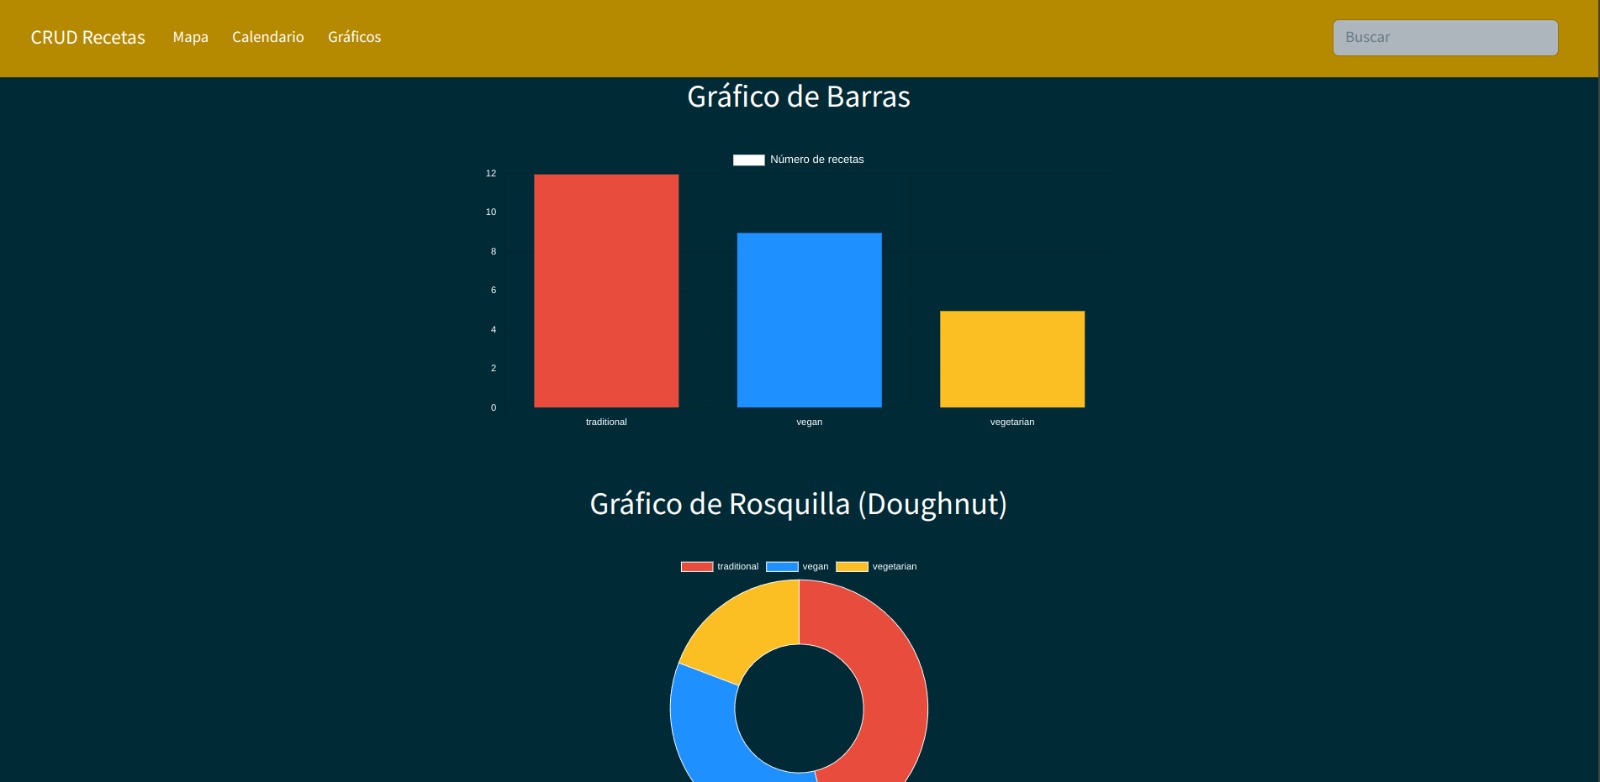 CRUD Recetas Mapa Calendario Gráficos Buscar
Gráfico de Barras
Número de recetas
12
10
8
6
4
2
0
traditional vegan vegetarian
Gráfico de Rosquilla (Doughnut)
traditional vegan vegetarian